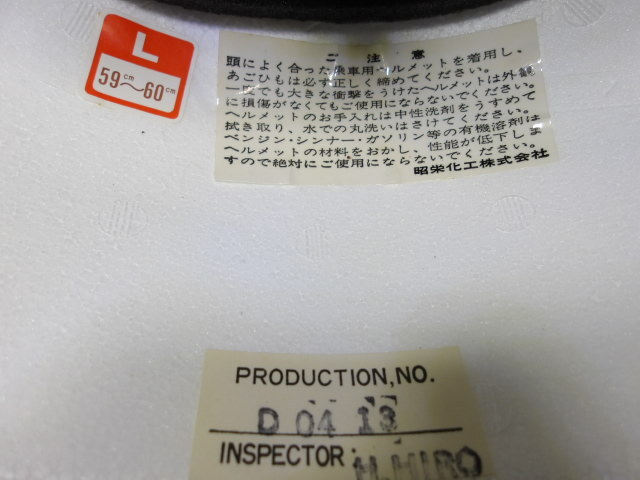 L
59cm～60cm
ご注意
頭によく合った乗車用ヘルメットを着用し、
あごひもは必ず正しく締めてください。
一度でも大きな衝撃をうけたヘルメットは外観
に損傷がなくてもご使用にならないでください。
ヘルメットのお手入れは中性洗剤をうすめて
拭き取り、水での丸洗いはさけてください。
ベンジン・シンナー・ガソリン等の有機溶剤は
ヘルメットの材料をおかし、性能が低下しま
すので絶対にご使用にならないでください。
昭栄化工株式会社
PRODUCTION,NO.
D 04 13
INSPECTOR: H.HIRO